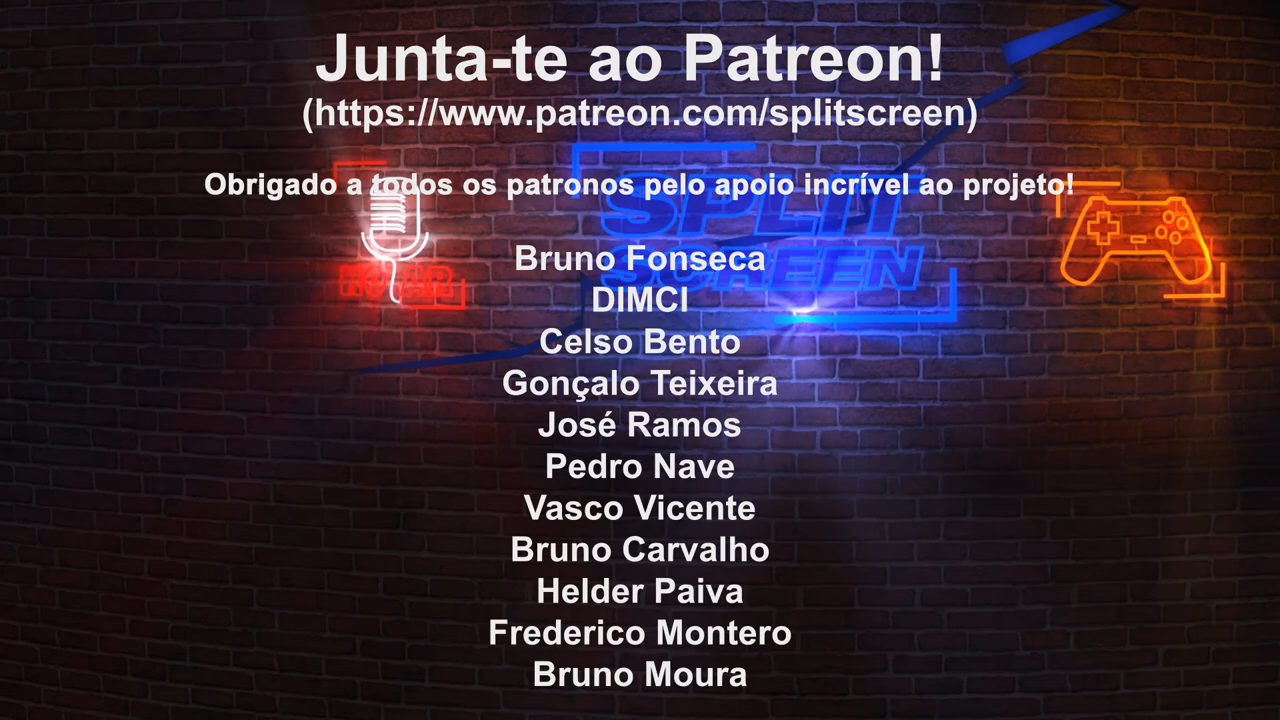 Junta-te ao Patreon!
(https://www.patreon.com/splitscreen)
Obrigado a todos os patronos pelo apoio incrível ao projeto!
SPLIT
SCREEN
Bruno Fonseca
DIMCI
Celso Bento
Gonçalo Teixeira
José Ramos
Pedro Nave
Vasco Vicente
Bruno Carvalho
Helder Paiva
Frederico Montero
Bruno Moura